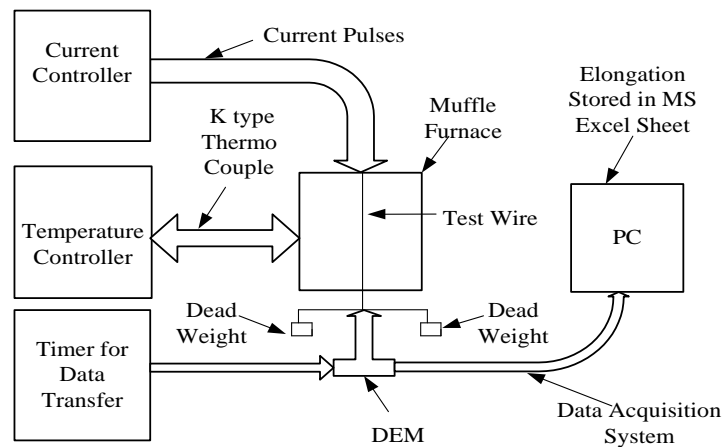 Current
Controller
Current Pulses
K type
Thermo
Couple
Muffle
Furnace
Elongation
Stored in MS
Excel Sheet
Temperature
Controller
Test Wire
PC
Dead
Weight
Dead
Weight
Timer for
Data
Transfer
DEM
Data Acquisition
System